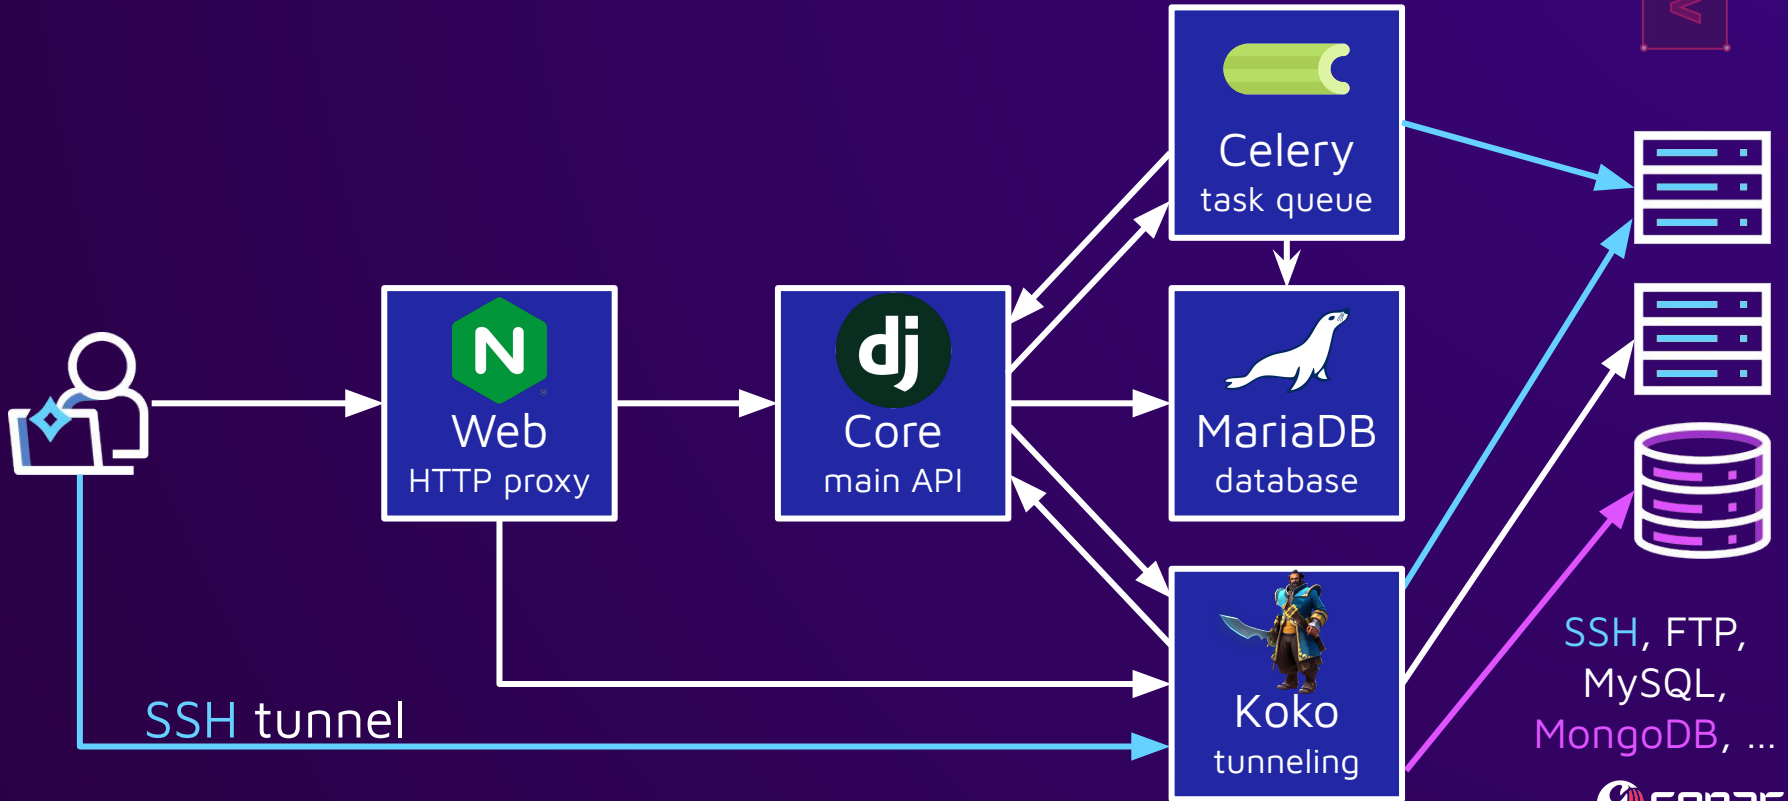 Celery
task queue
N
Web
HTTP proxy
dj
Core
main API
MariaDB
database
SSH tunnel
Koko
tunneling
SSH, FTP,
MySQL,
MongoDB, ...